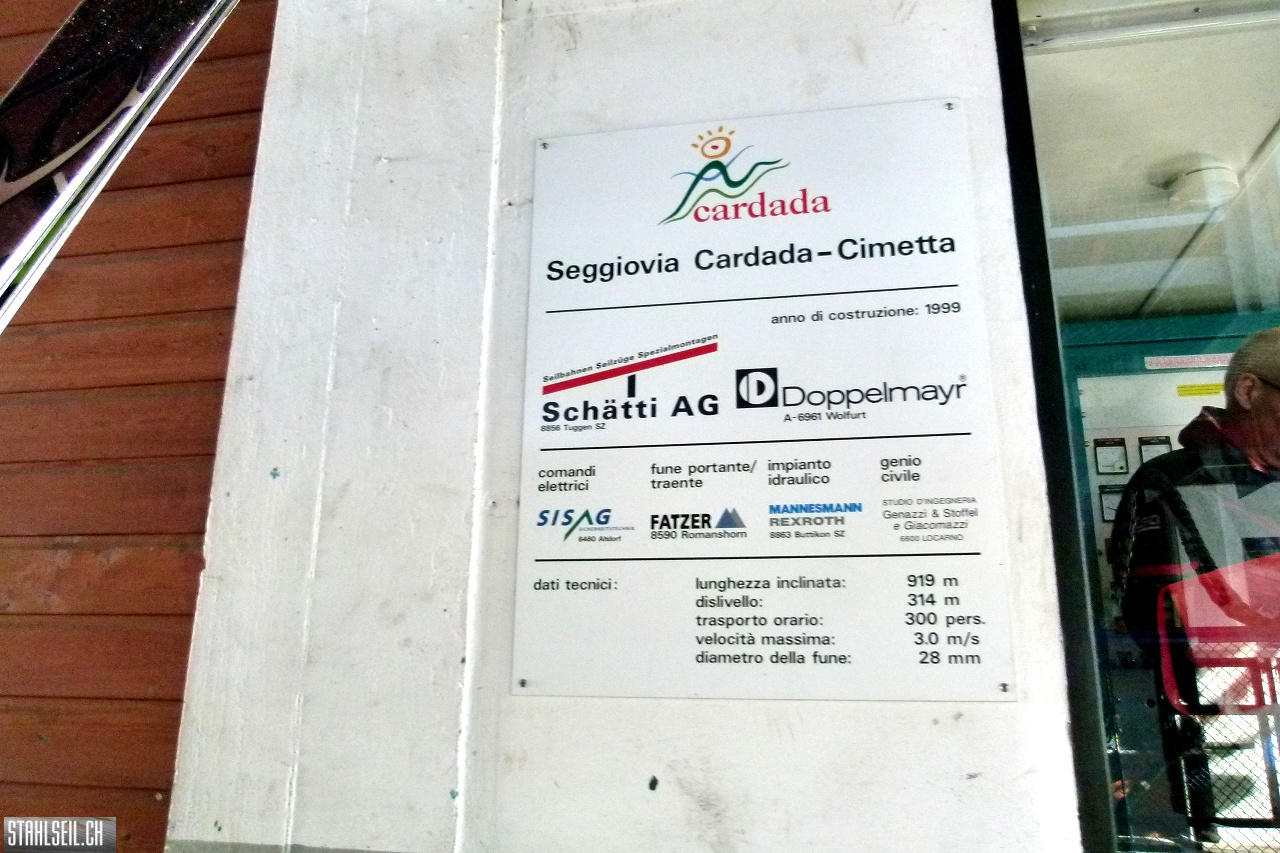 cardada
Seggiovia Cardada-Cimetta
anno di costruzione: 1999
Seilbahnen Seilzüge Spezialmontagen
Schätti AG
8856 Tuggen SZ
Doppelmayr®
A-6961 Wolfurt
comandi
elettrici
SISAG
SICHERHEITSTECHNIK
6460 Altdorf
fune portante/
traente
FATZER
8590 Romanshorn
impianto
idraulico
MANNESMANN
REXROTH
8863 Buttikon SZ
genio
civile
STUDIO D'INGEGNERIA
Genazzi & Stoffel
e Giacomazzi
6600 LOCARNO
dati tecnici:
lunghezza inclinata: 919 m
dislivello: 314 m
trasporto orario: 300 pers.
velocità massima: 3.0 m/s
diametro della fune: 28 mm
STAHLSEIL.CH